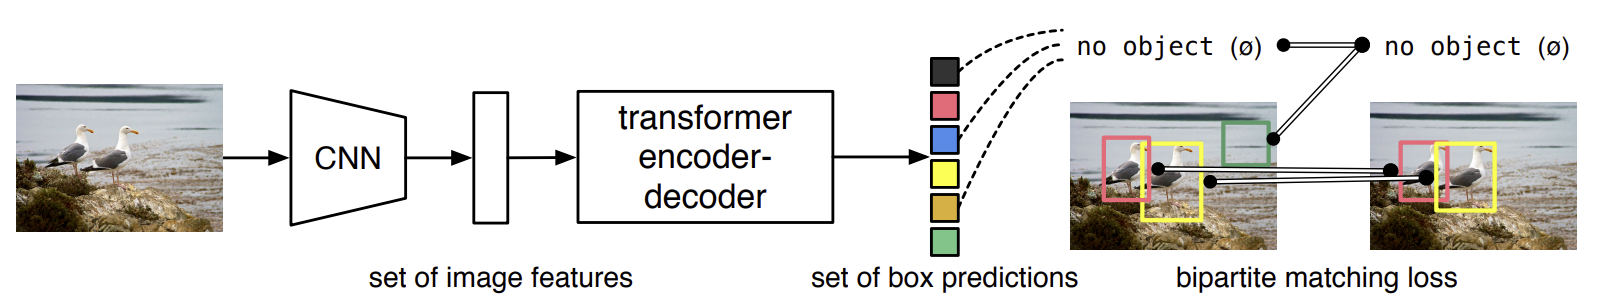 no object (ø)
no object (ø)
CNN
transformer
encoder-
decoder
set of image features
set of box predictions
bipartite matching loss